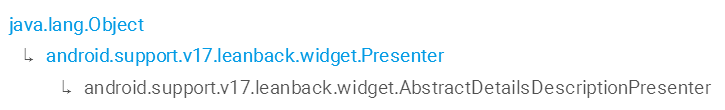 java.lang.Object
↳ android.support.v17.leanback.widget.Presenter
↳ android.support.v17.leanback.widget.AbstractDetailsDescriptionPresenter